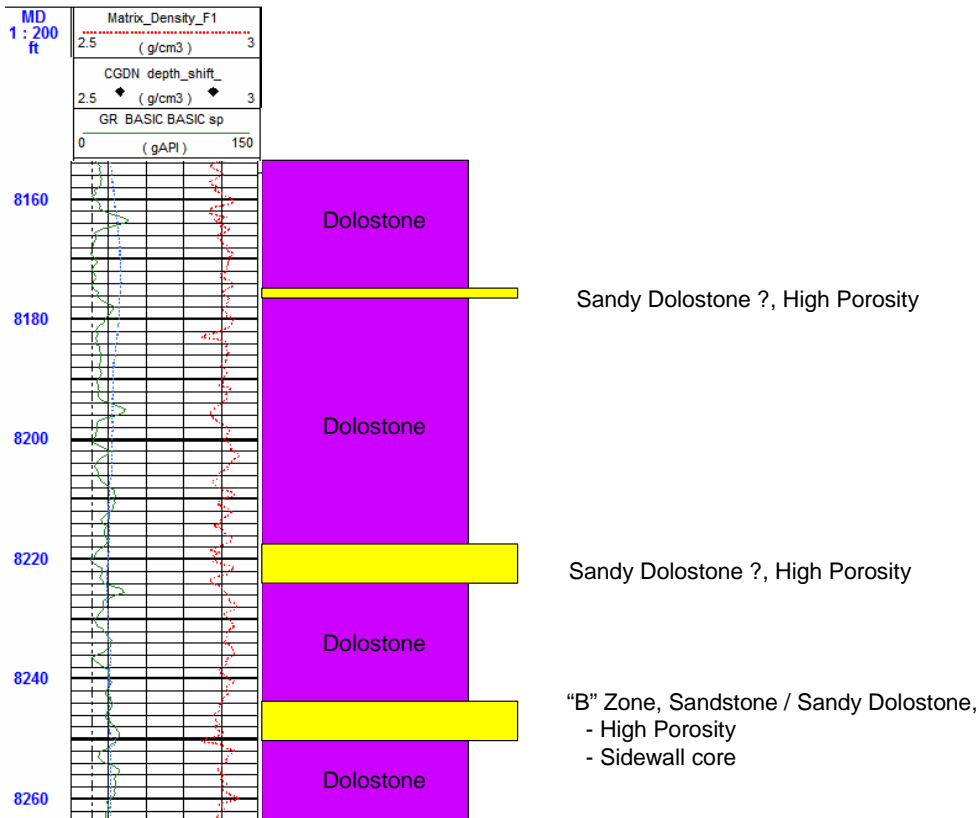 MD
1 : 200
ft
Matrix_Density_F1
2.5 ( g/cm3 ) 3
CGDN depth_shift_
2.5 ( g/cm3 ) 3
GR BASIC BASIC sp
0 ( gAPI ) 150
8160
Dolostone
Sandy Dolostone ?, High Porosity
8180
8200
Dolostone
8220
Sandy Dolostone ?, High Porosity
Dolostone
8240
“B” Zone, Sandstone / Sandy Dolostone,
- High Porosity
- Sidewall core
Dolostone
8260